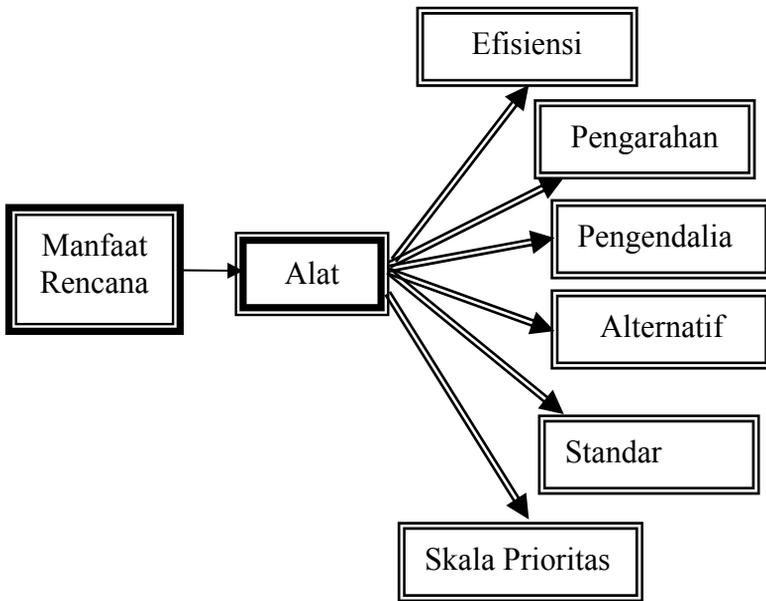 Efisiensi
Pengarahan
Manfaat
Rencana
Alat
Pengendalia
Alternatif
Standar
Skala Prioritas